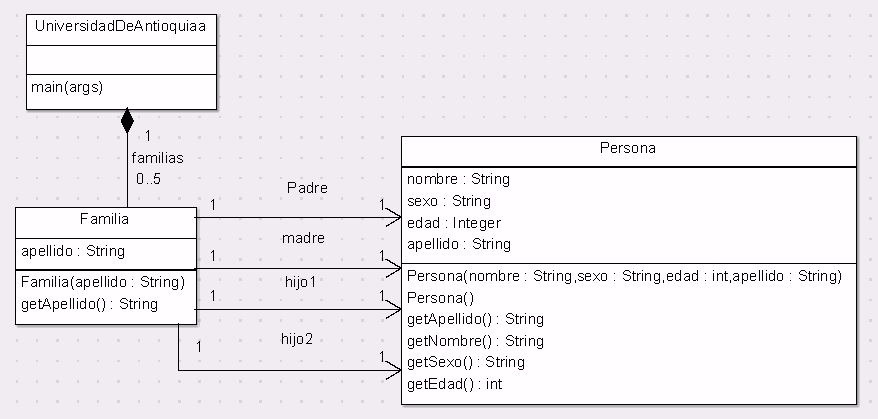 UniversidadDeAntioquiaa
main(args)
1
familias
0..5
Familia
apellido : String
Familia(apellido : String)
getApellido() : String
1 Padre 1
1 madre 1
1 hijo1 1
1 hijo2 1
Persona
nombre : String
sexo : String
edad : Integer
apellido : String
Persona(nombre : String,sexo : String,edad : int,apellido : String)
Persona()
getApellido() : String
getNombre() : String
getSexo() : String
getEdad() : int